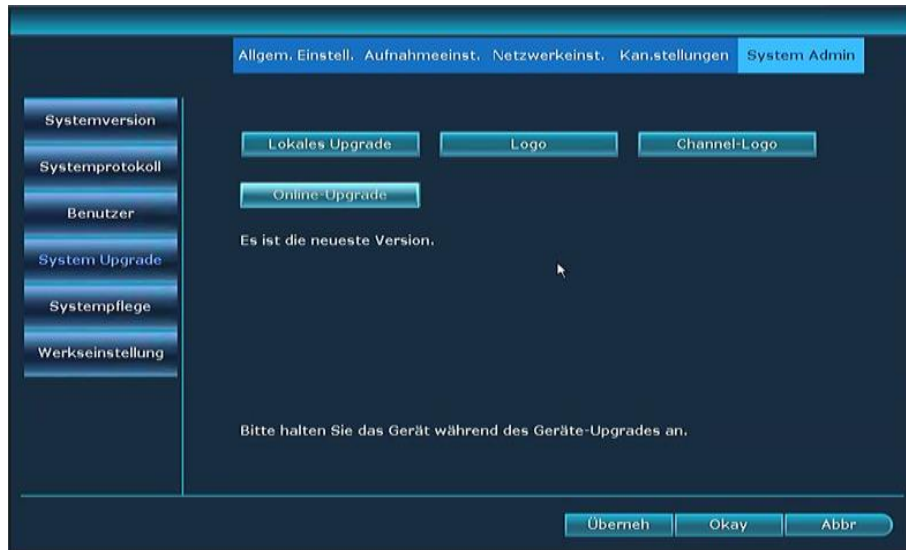 Allgem. Einstell. Aufnahmeeinst. Netzwerkeinst. Kan.stellungen System Admin
Systemversion
Systemprotokoll
Benutzer
System Upgrade
Systempflege
Werkseinstellung
Lokales Upgrade Logo Channel-Logo
Online-Upgrade
Es ist die neueste Version.
Bitte halten Sie das Gerät während des Geräte-Upgrades an.
Überneh Okay Abbr